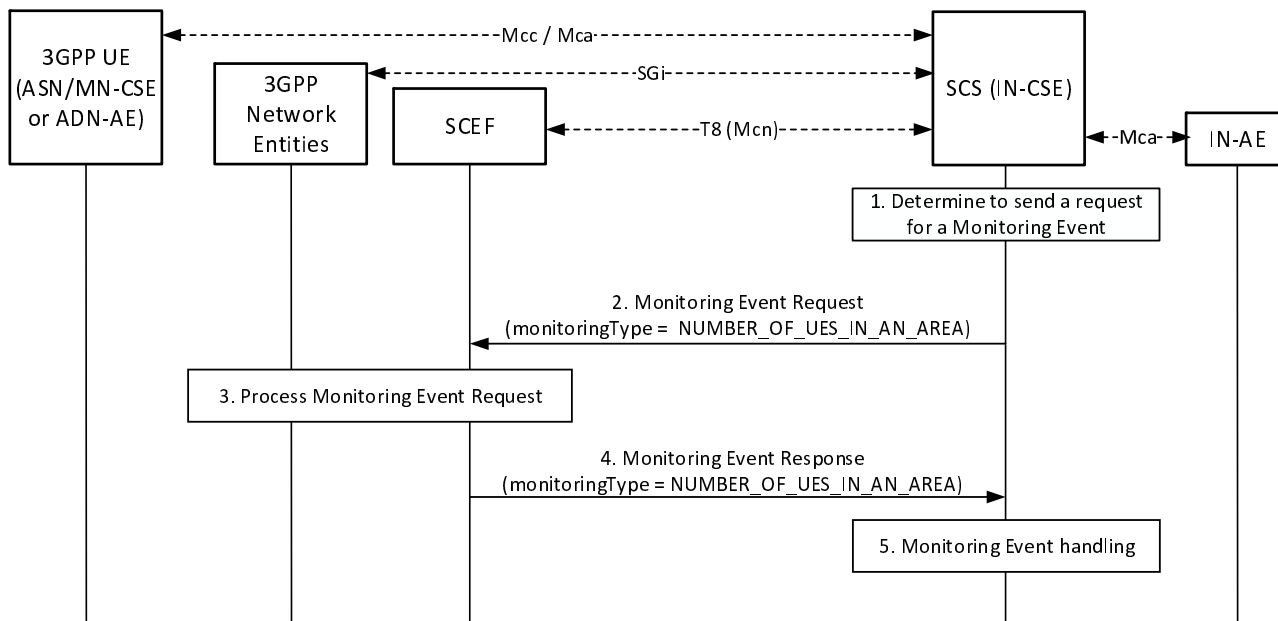 Mcc / Mca
3GPP UE
(ASN/MN-CSE
or ADN-AE)
SGi
3GPP
Network
Entities
SCS (IN-CSE)
SCEF
T8 (Mcn)
Mca
IN-AE
1. Determine to send a request
for a Monitoring Event
2. Monitoring Event Request
(monitoringType = NUMBER_OF_UES_IN_AN_AREA)
3. Process Monitoring Event Request
4. Monitoring Event Response
(monitoringType = NUMBER_OF_UES_IN_AN_AREA)
5. Monitoring Event handling